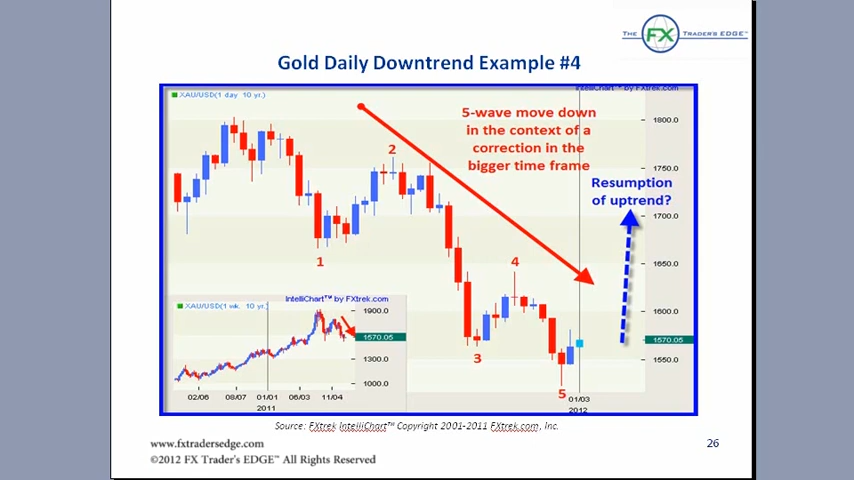 THE FX TRADER'S EDGE™
Gold Daily Downtrend Example #4
XAU/USD(1 day  10 yr.)
IntelliChart™ by FXtrek.com
5-wave move down
in the context of a
correction in the
bigger time frame
Resumption
of uptrend?
1800.0
1750.0
1700.0
1650.0
1600.0
1570.05
1550.0
1
2
3
4
5
01/03
2012
IntelliChart™ by FXtrek.com
XAU/USD(1 wk, 10 yr.)
1900.0
1570.05
1300.0
1000.0
02/06 08/07 01/01 06/03 11/04
2011
Source: FXtrek IntelliChart™ Copyright 2001-2011 FXtrek.com, Inc.
www.fxtradersedge.com
©2012 FX Trader's EDGE™ All Rights Reserved
26